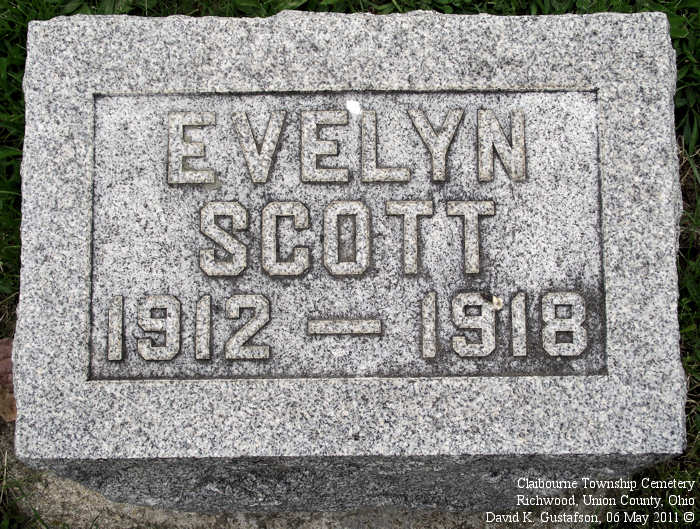 EVELYN
SCOTT
1912 — 1918
Claibourne Township Cemetery
Richwood, Union County, Ohio
David K. Gustafson, 06 May 2011 ©